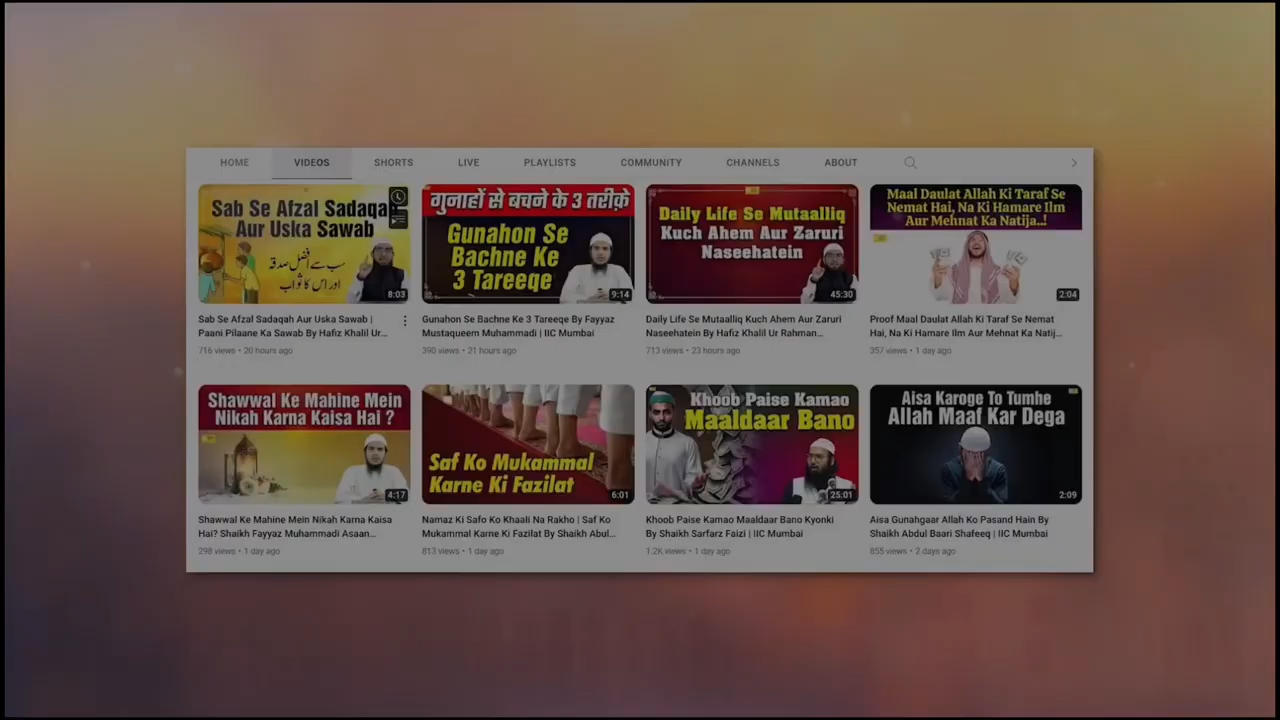 HOME VIDEOS SHORTS LIVE PLAYLISTS COMMUNITY CHANNELS ABOUT
Sab Se Afzal Sadaqah
Aur Uska Sawab
سب سے افضل صدقہ
اور اس کا ثواب
8:03
गुनाहों से बचने के 3 तरीक़े
Gunahon Se
Bachne Ke
3 Tareeqe
9:14
Daily Life Se Mutaalliq
Kuch Ahem Aur Zaruri
Naseehatein
45:30
Maal Daulat Allah Ki Taraf Se
Nemat Hai, Na Ki Hamare Ilm
Aur Mehnat Ka Natija..!
2:04
Sab Se Afzal Sadaqah Aur Uska Sawab |
Paani Pilaane Ka Sawab By Hafiz Khalil Ur...
716 views • 20 hours ago
Gunahon Se Bachne Ke 3 Tareeqe By Fayyaz
Mustaqueem Muhammadi | IIC Mumbai
390 views • 21 hours ago
Daily Life Se Mutaalliq Kuch Ahem Aur Zaruri
Naseehatein By Hafiz Khalil Ur Rahman...
713 views • 23 hours ago
Proof Maal Daulat Allah Ki Taraf Se Nemat
Hai, Na Ki Hamare Ilm Aur Mehnat Ka Natij...
357 views • 1 day ago
Shawwal Ke Mahine Mein
Nikah Karna Kaisa Hai ?
4:17
Saf Ko Mukammal
Karne Ki Fazilat
6:01
Khoob Paise Kamao
Maaldaar Bano
25:01
Aisa Karoge To Tumhe
Allah Maaf Kar Dega
2:09
Shawwal Ke Mahine Mein Nikah Karna Kaisa
Hai? Shaikh Fayyaz Muhammadi Asaan...
298 views • 1 day ago
Namaz Ki Safo Ko Khaali Na Rakho | Saf Ko
Mukammal Karne Ki Fazilat By Shaikh Abul...
813 views • 1 day ago
Khoob Paise Kamao Maaldaar Bano Kyonki
By Shaikh Sarfarz Faizi | IIC Mumbai
1.2K views • 1 day ago
Aisa Gunahgaar Allah Ko Pasand Hain By
Shaikh Abdul Baari Shafeeq | IIC Mumbai
855 views • 2 days ago